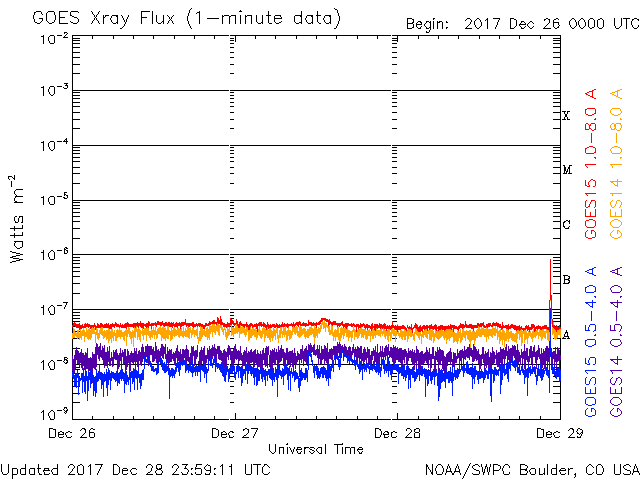 GOES Xray Flux (1-minute data)
Begin: 2017 Dec 26 0000 UTC
10⁻²
10⁻³
10⁻⁴
10⁻⁵
10⁻⁶
10⁻⁷
10⁻⁸
10⁻⁹
Watts m⁻²
X
M
C
B
A
GOES15 1.0-8.0 A
GOES14 1.0-8.0 A
GOES15 0.5-4.0 A
GOES14 0.5-4.0 A
Dec 26
Dec 27
Dec 28
Dec 29
Universal Time
Updated 2017 Dec 28 23:59:11 UTC
NOAA/SWPC Boulder, CO USA